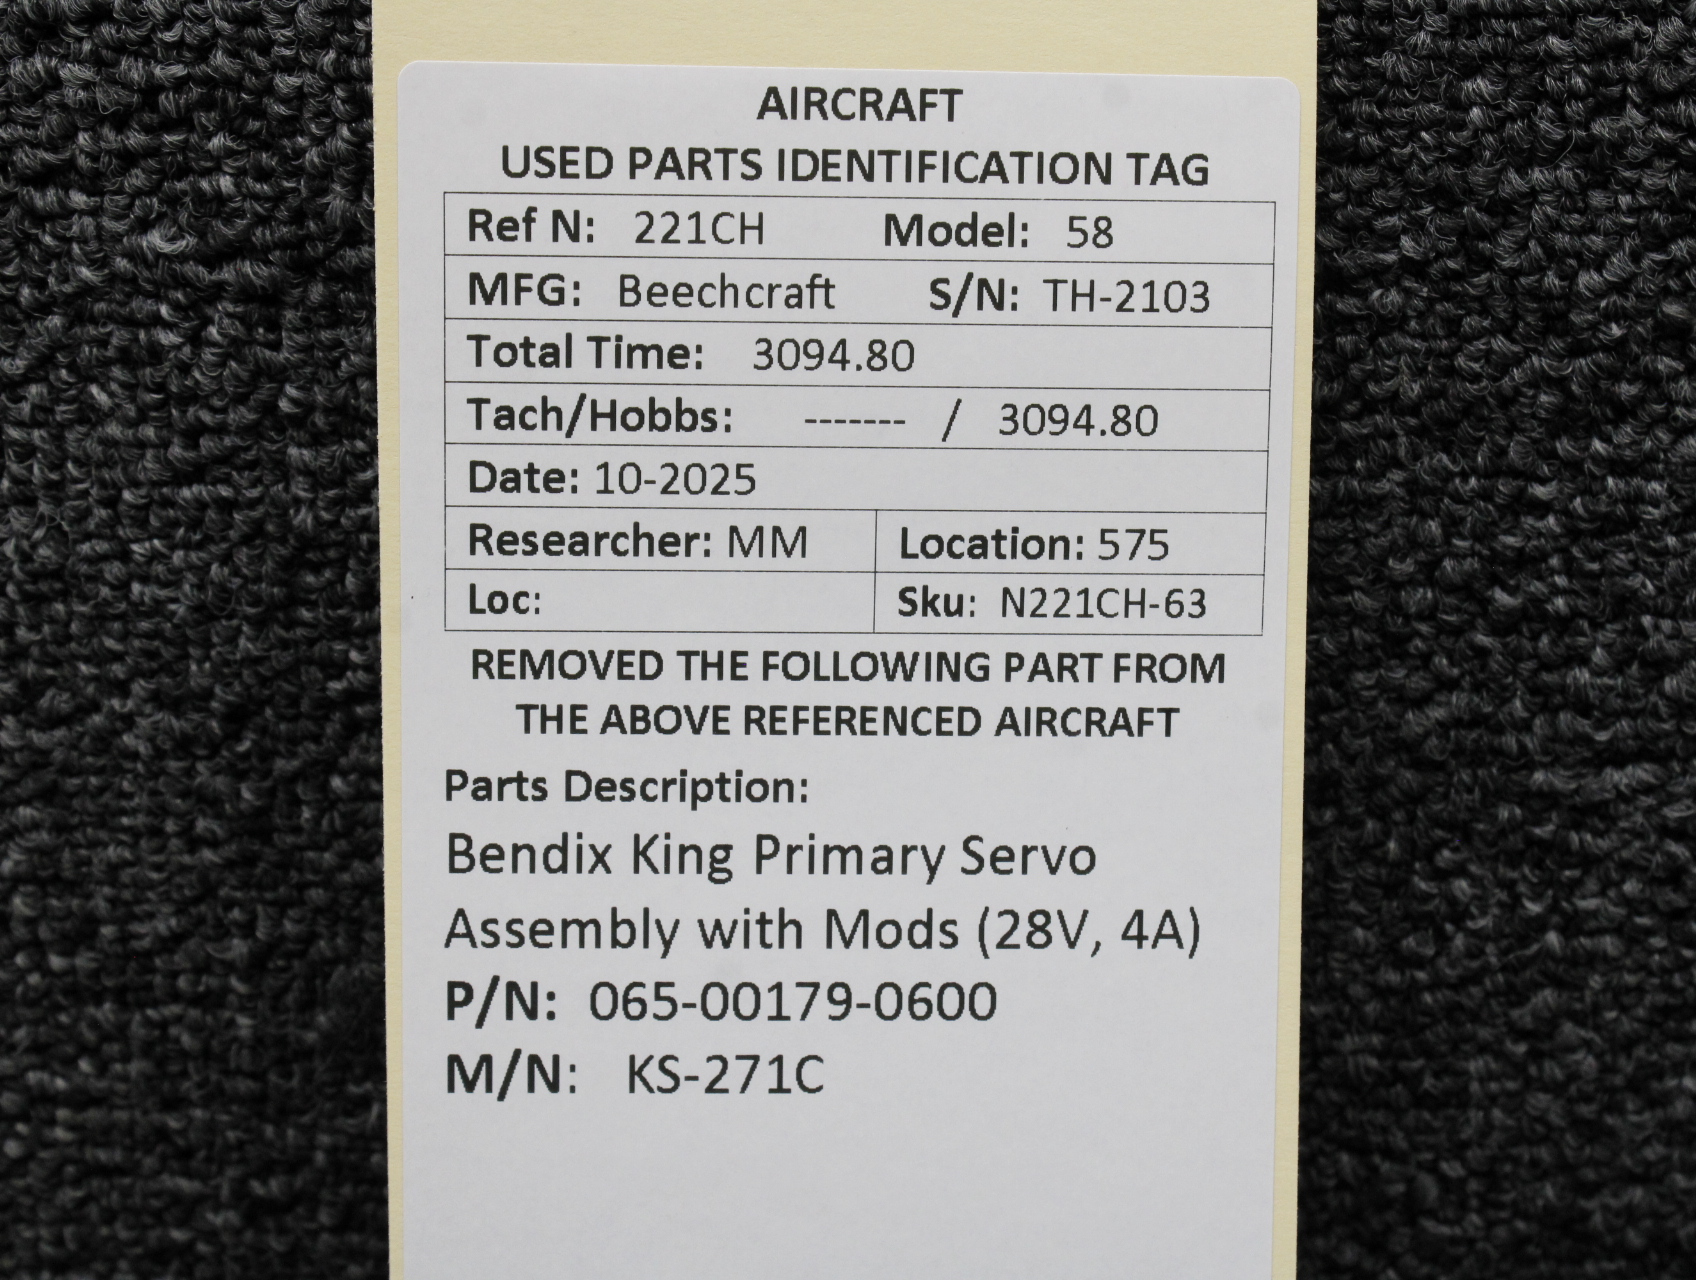 AIRCRAFT
USED PARTS IDENTIFICATION TAG
Ref N: 221CH Model: 58
MFG: Beechcraft S/N: TH-2103
Total Time: 3094.80
Tach/Hobbs: ------- / 3094.80
Date: 10-2025
Researcher: MM Location: 575
Loc: Sku: N221CH-63
REMOVED THE FOLLOWING PART FROM
THE ABOVE REFERENCED AIRCRAFT
Parts Description:
Bendix King Primary Servo
Assembly with Mods (28V, 4A)
P/N: 065-00179-0600
M/N: KS-271C